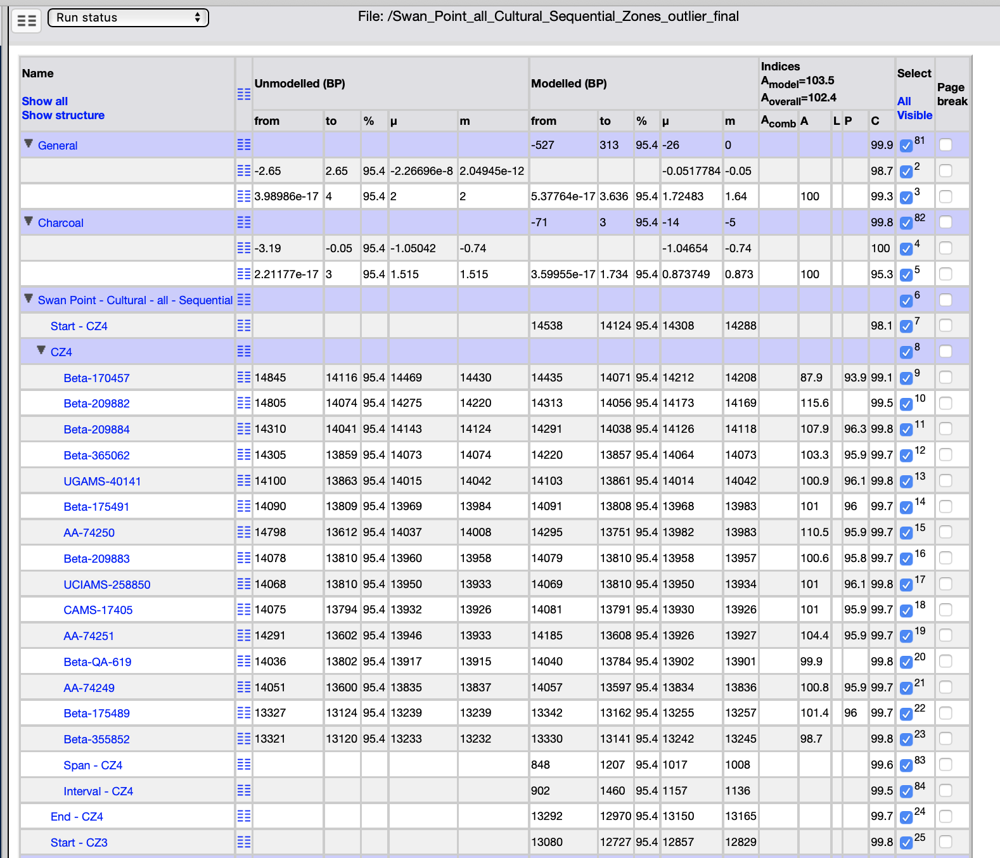 Run status
File: /Swan_Point_all_Cultural_Sequential_Zones_outlier_final
Name Unmodelled (BP) Modelled (BP) Indices Select Page break
Amodel=103.5
Aoverall=102.4
Show all All
Show structure Visible
from to % µ m from to % µ m Acomb A L P C
General -527 313 95.4 -26 0 99.9 81
-2.65 2.65 95.4 -2.26696e-8 2.04945e-12 -0.0517784 -0.05 98.7 2
3.98986e-17 4 95.4 2 2 5.37764e-17 3.636 95.4 1.72483 1.64 100 99.3 3
Charcoal -71 3 95.4 -14 -5 99.8 82
-3.19 -0.05 95.4 -1.05042 -0.74 -1.04654 -0.74 100 4
2.21177e-17 3 95.4 1.515 1.515 3.59955e-17 1.734 95.4 0.873749 0.873 100 95.3 5
Swan Point - Cultural - all - Sequential 6
Start - CZ4 14538 14124 95.4 14308 14288 98.1 7
CZ4 8
Beta-170457 14845 14116 95.4 14469 14430 14435 14071 95.4 14212 14208 87.9 93.9 99.1 9
Beta-209882 14805 14074 95.4 14275 14220 14313 14056 95.4 14173 14169 115.6 99.5 10
Beta-209884 14310 14041 95.4 14143 14124 14291 14038 95.4 14126 14118 107.9 96.3 99.8 11
Beta-365062 14305 13859 95.4 14073 14074 14220 13857 95.4 14064 14073 103.3 95.9 99.7 12
UGAMS-40141 14100 13863 95.4 14015 14042 14103 13861 95.4 14014 14042 100.9 96.1 99.8 13
Beta-175491 14090 13809 95.4 13969 13984 14091 13808 95.4 13968 13983 101 96 99.7 14
AA-74250 14798 13612 95.4 14037 14008 14295 13751 95.4 13982 13983 110.5 95.9 99.7 15
Beta-209883 14078 13810 95.4 13960 13958 14079 13810 95.4 13958 13957 100.6 95.8 99.7 16
UCIAMS-258850 14068 13810 95.4 13950 13933 14069 13810 95.4 13950 13934 101 96.1 99.8 17
CAMS-17405 14075 13794 95.4 13932 13926 14081 13791 95.4 13930 13926 101 95.9 99.7 18
AA-74251 14291 13602 95.4 13946 13933 14185 13608 95.4 13926 13927 104.4 95.9 99.7 19
Beta-QA-619 14036 13802 95.4 13917 13915 14040 13784 95.4 13902 13901 99.9 99.8 20
AA-74249 14051 13600 95.4 13835 13837 14057 13597 95.4 13834 13836 100.8 95.9 99.7 21
Beta-175489 13327 13124 95.4 13239 13239 13342 13162 95.4 13255 13257 101.4 96 99.7 22
Beta-355852 13321 13120 95.4 13233 13232 13330 13141 95.4 13242 13245 98.7 99.8 23
Span - CZ4 848 1207 95.4 1017 1008 99.6 83
Interval - CZ4 902 1460 95.4 1157 1136 99.5 84
End - CZ4 13292 12970 95.4 13150 13165 99.7 24
Start - CZ3 13080 12727 95.4 12857 12829 99.8 25